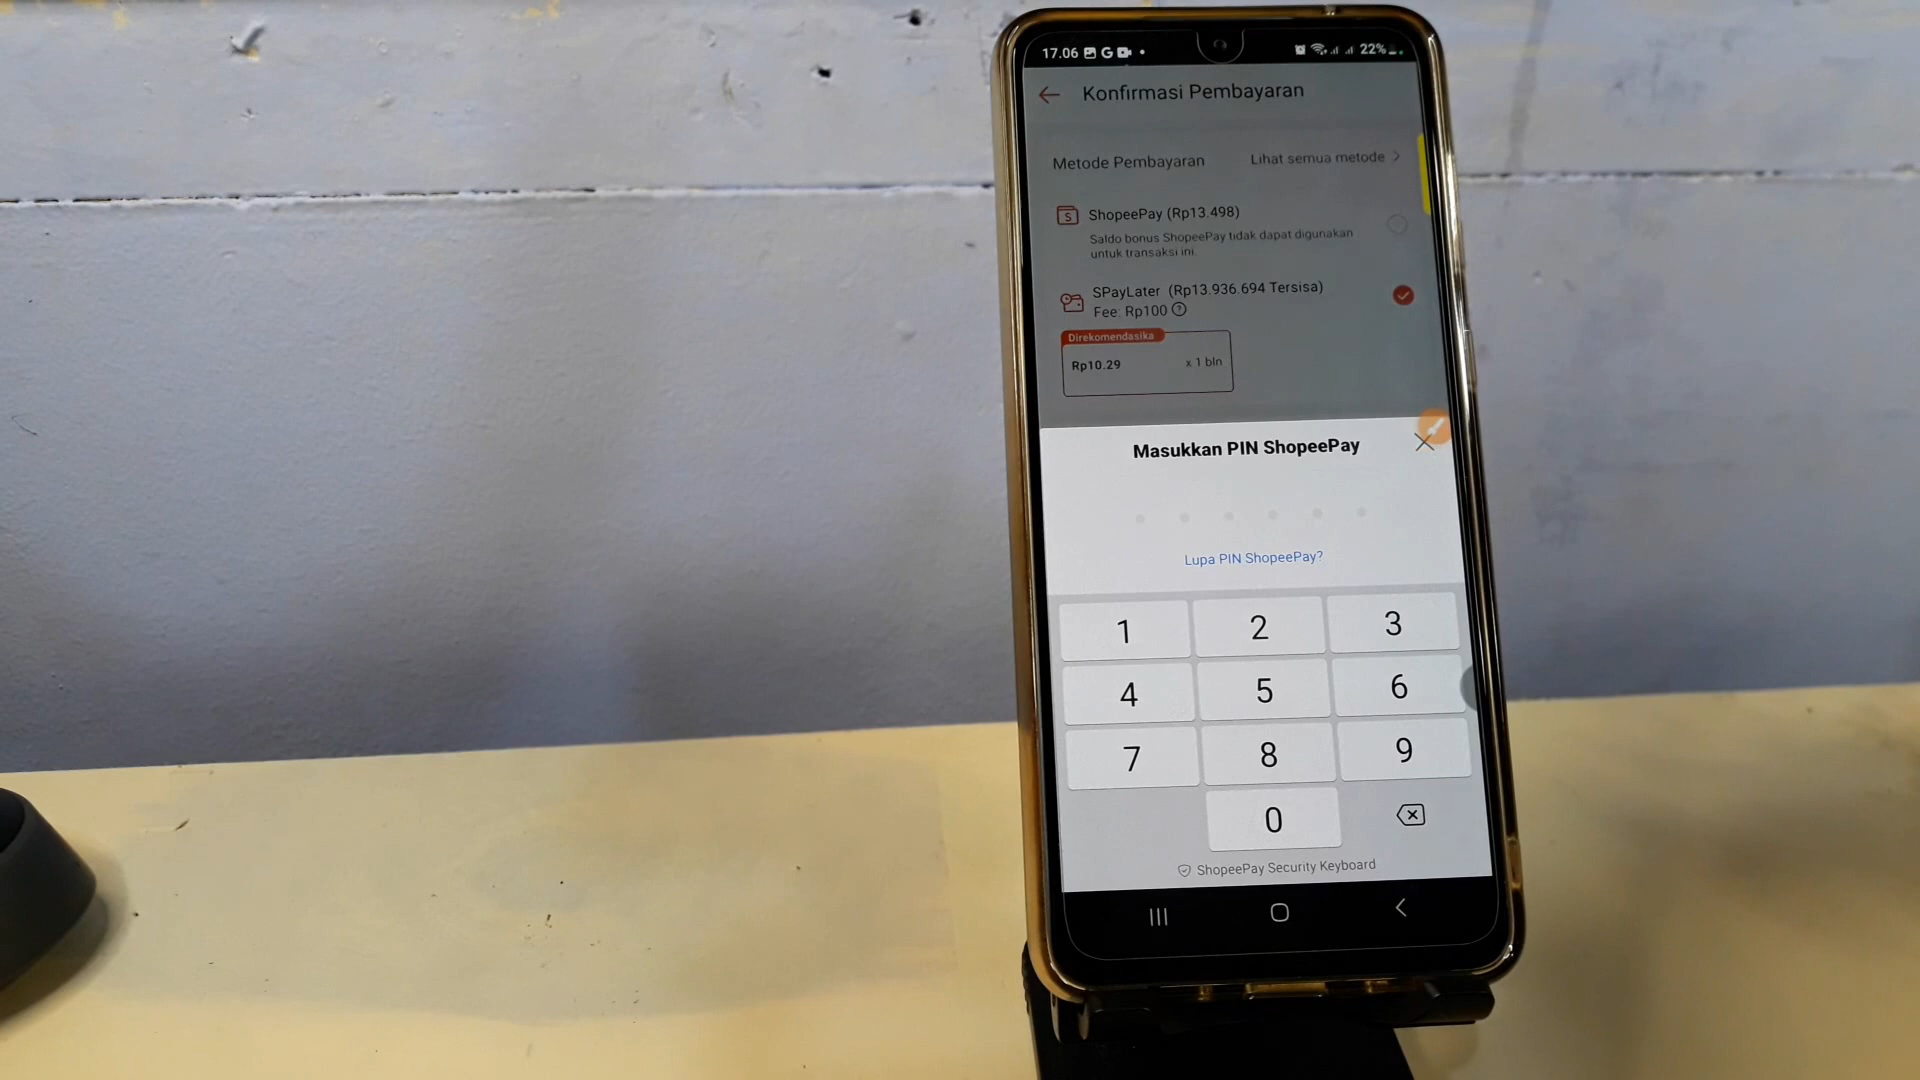 17.06 G 22%
Konfirmasi Pembayaran
Metode Pembayaran Lihat semua metode >
S ShopeePay (Rp13.498)
Saldo bonus ShopeePay tidak dapat digunakan
untuk transaksi ini.
SPayLater (Rp13.936.694 Tersisa)
Fee: Rp100 ?
Direkomendasika
Rp10.29 x 1 bln
Masukkan PIN ShopeePay
Lupa PIN ShopeePay?
1 2 3
4 5 6
7 8 9
0
ShopeePay Security Keyboard